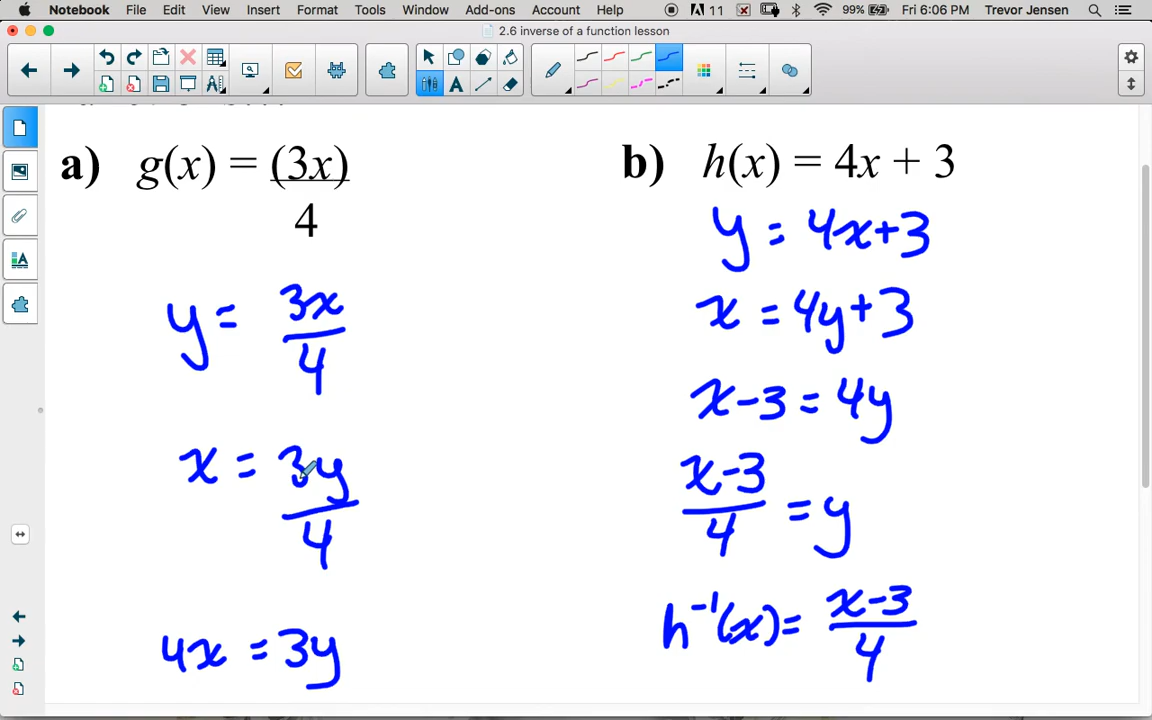 Notebook File Edit View Insert Format Tools Window Add-ons Account Help 11 99% Fri 6:06 PM Trevor Jensen
2.6 inverse of a function lesson
a) g(x) = (3x)
4
y = 3x
4
x = 3y
4
4x = 3y
b) h(x) = 4x + 3
y = 4x+3
x = 4y+3
x-3 = 4y
x-3
4 = y
h⁻¹(x) = x-3
4